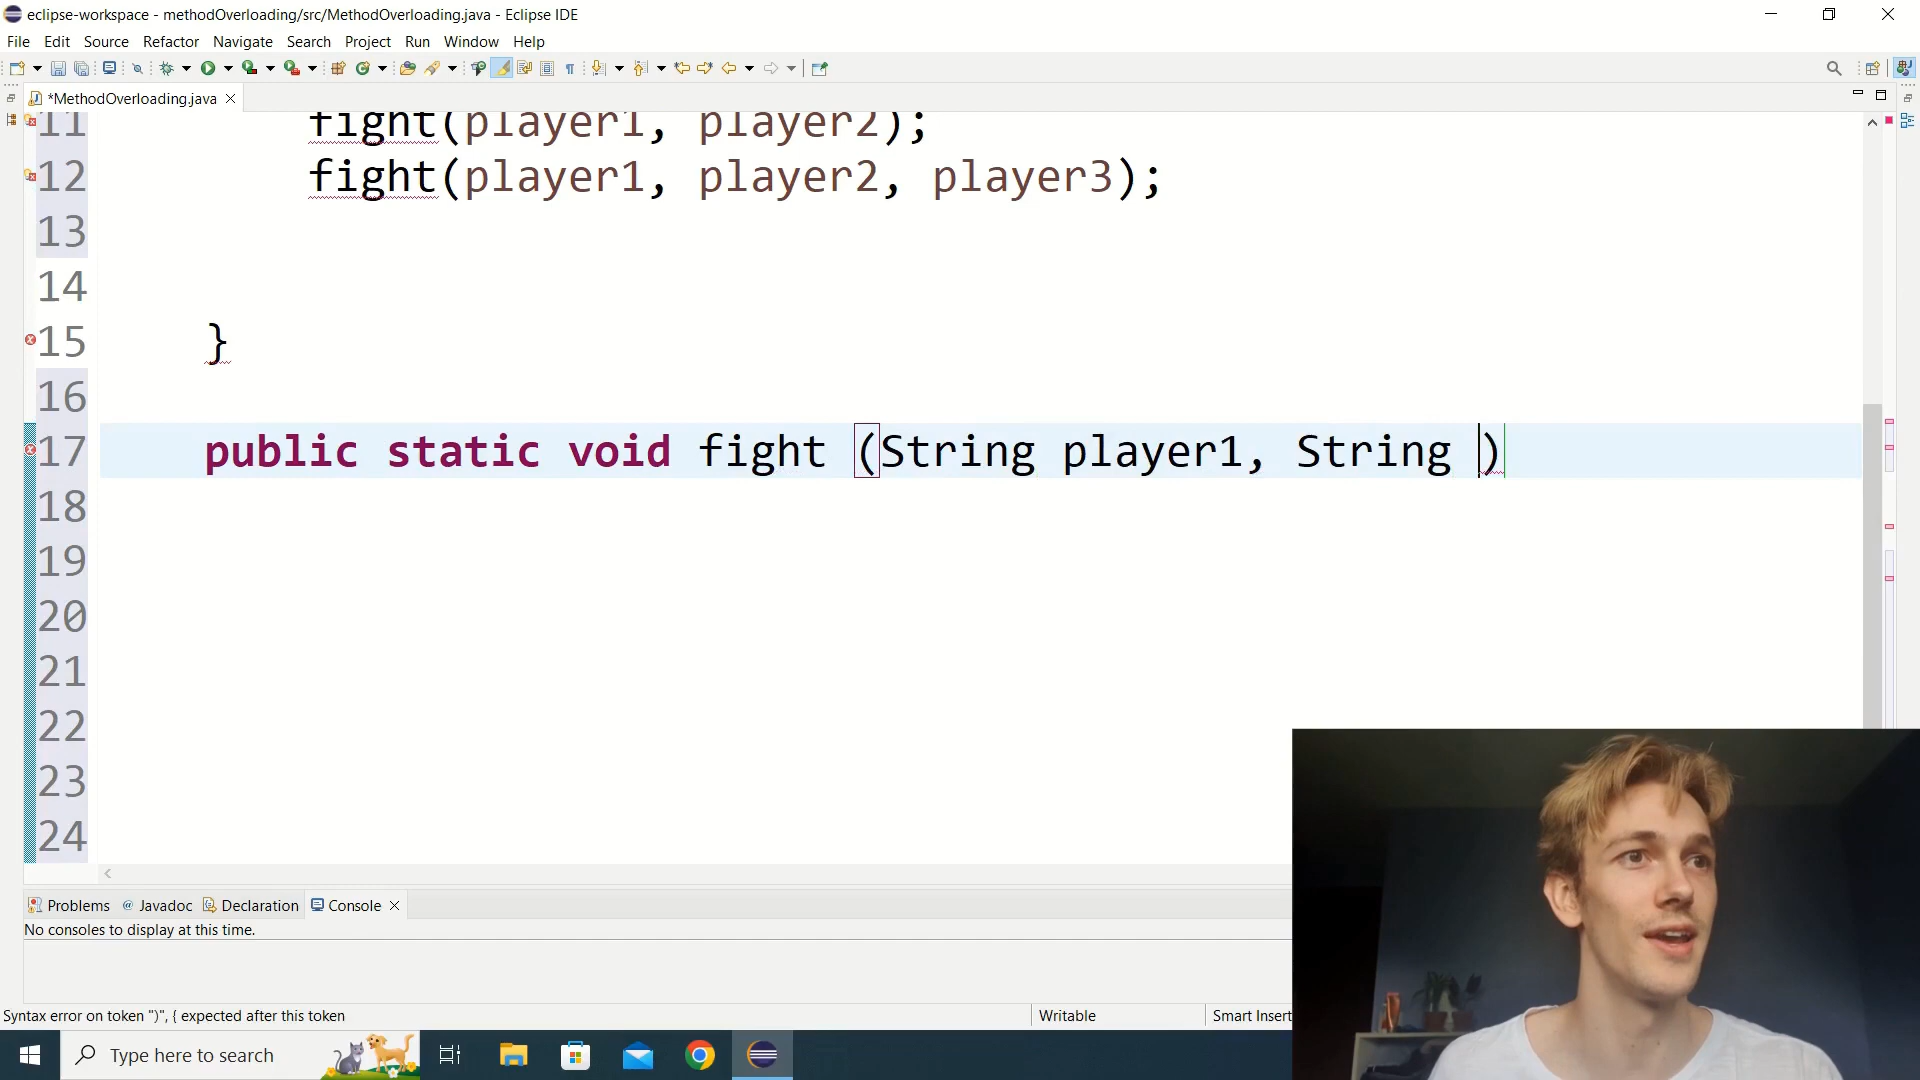 eclipse-workspace - methodOverloading/src/MethodOverloading.java - Eclipse IDE
File Edit Source Refactor Navigate Search Project Run Window Help
*MethodOverloading.java
11 fight(player1, player2);
12 fight(player1, player2, player3);
13
14
15 }
16
17 public static void fight (String player1, String )
18
19
20
21
22
23
24
Problems Javadoc Declaration Console
No consoles to display at this time.
Syntax error on token ")", { expected after this token Writable Smart Insert
Type here to search